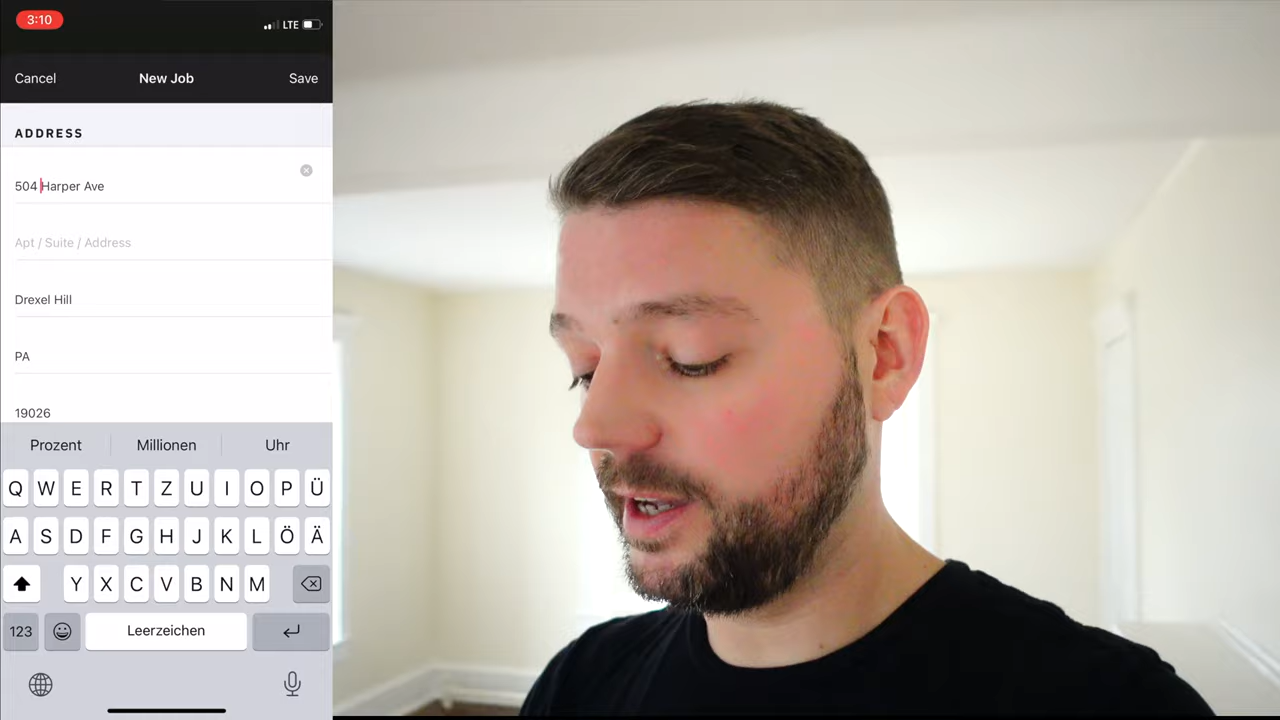 3:10 LTE
Cancel New Job Save
ADDRESS
504 Harper Ave
Apt / Suite / Address
Drexel Hill
PA
19026
Prozent Millionen Uhr
Q W E R T Z U I O P Ü
A S D F G H J K L Ö Ä
Y X C V B N M
123 Leerzeichen